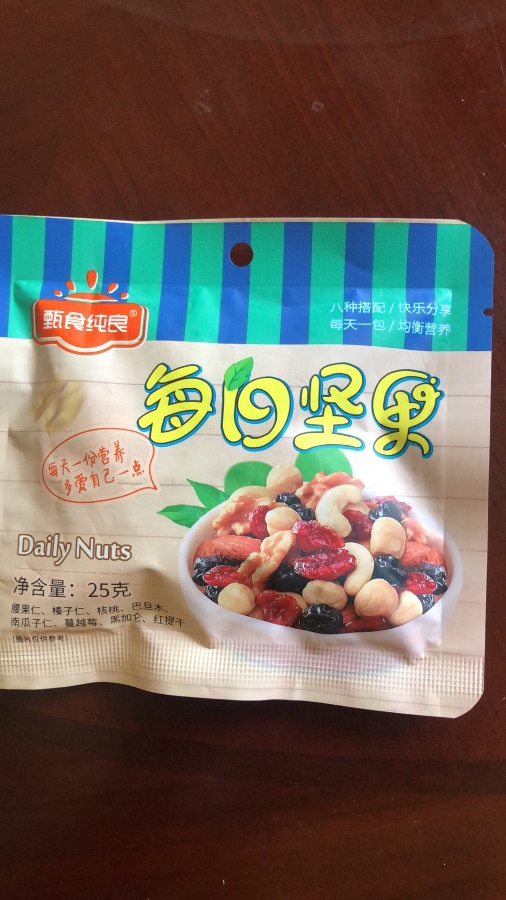 甄食纯良®
八种搭配 / 快乐分享
每天一包 / 均衡营养
每日坚果
每天一份营养
多爱自己一点
Daily Nuts
净含量：25克
腰果仁、榛子仁、核桃、巴旦木、
南瓜子仁、蔓越莓、黑加仑、红提干
(图片仅供参考)